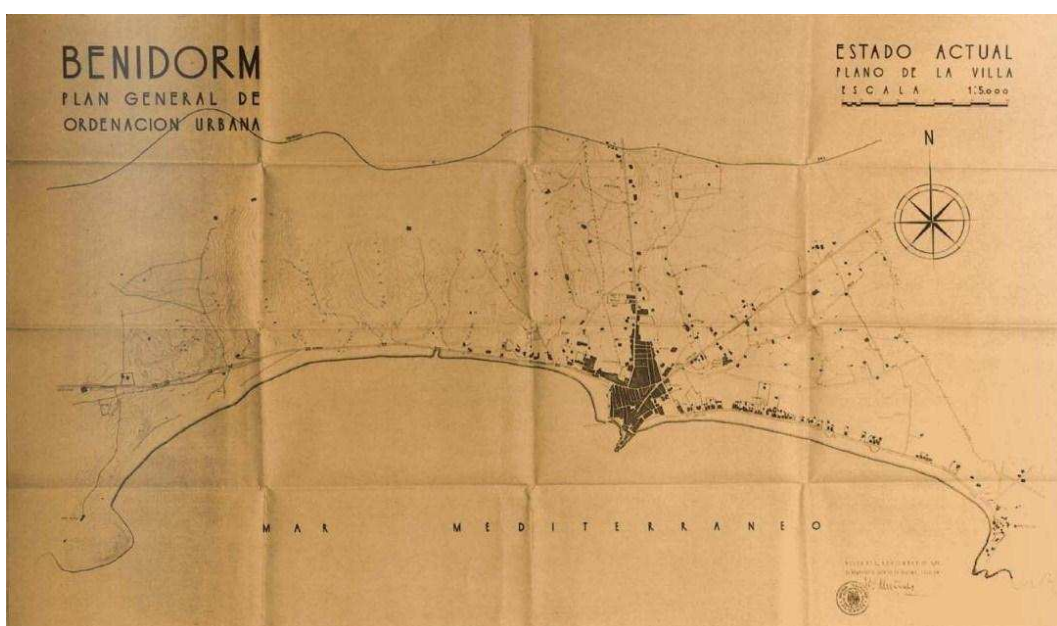 BENIDORM
PLAN GENERAL DE
ORDENACION URBANA
ESTADO ACTUAL
PLANO DE LA VILLA
ESCALA 1:5.000
N
MAR MEDITERRANEO